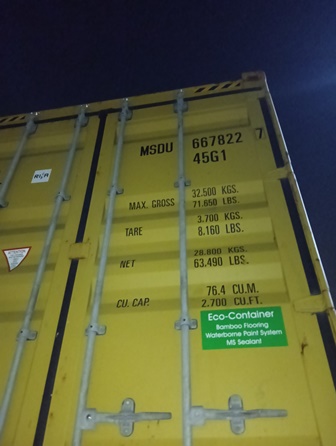 MSDU 667822 7
45G1
MAX. GROSS 32.500 KGS.
71.650 LBS.
TARE 3.700 KGS.
8.160 LBS.
NET 28.800 KGS.
63.490 LBS.
CU. CAP. 76.4 CU.M.
2.700 CU.FT.
Eco-Container
Bamboo Flooring
Waterborne Paint System
MS Sealant